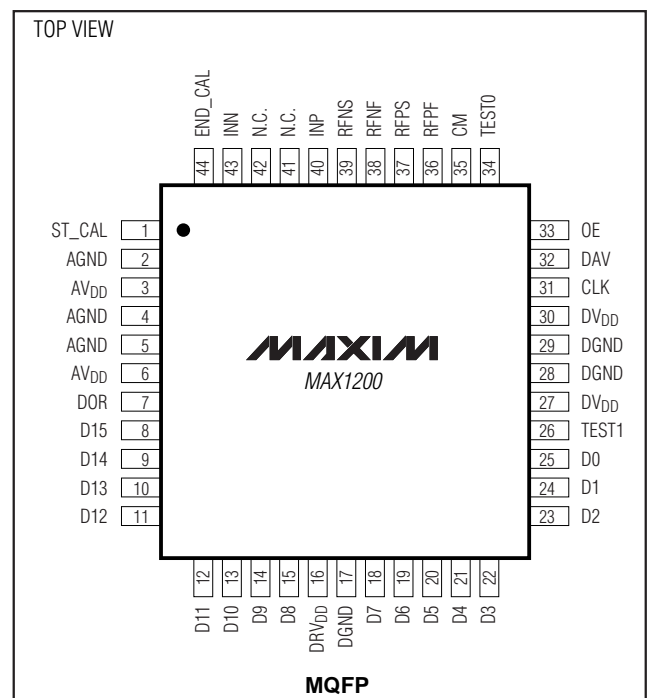 TOP VIEW
END_CAL INN N.C. N.C. INP RFNS RFNF RFPS RFPF CM TEST0
44 43 42 41 40 39 38 37 36 35 34
ST_CAL 1
AGND 2
AVDD 3
AGND 4
AGND 5
AVDD 6
DOR 7
D15 8
D14 9
D13 10
D12 11
MAXIM
MAX1200
33 OE
32 DAV
31 CLK
30 DVDD
29 DGND
28 DGND
27 DVDD
26 TEST1
25 D0
24 D1
23 D2
12 13 14 15 16 17 18 19 20 21 22
D11 D10 D9 D8 DRVDD DGND D7 D6 D5 D4 D3
MQFP